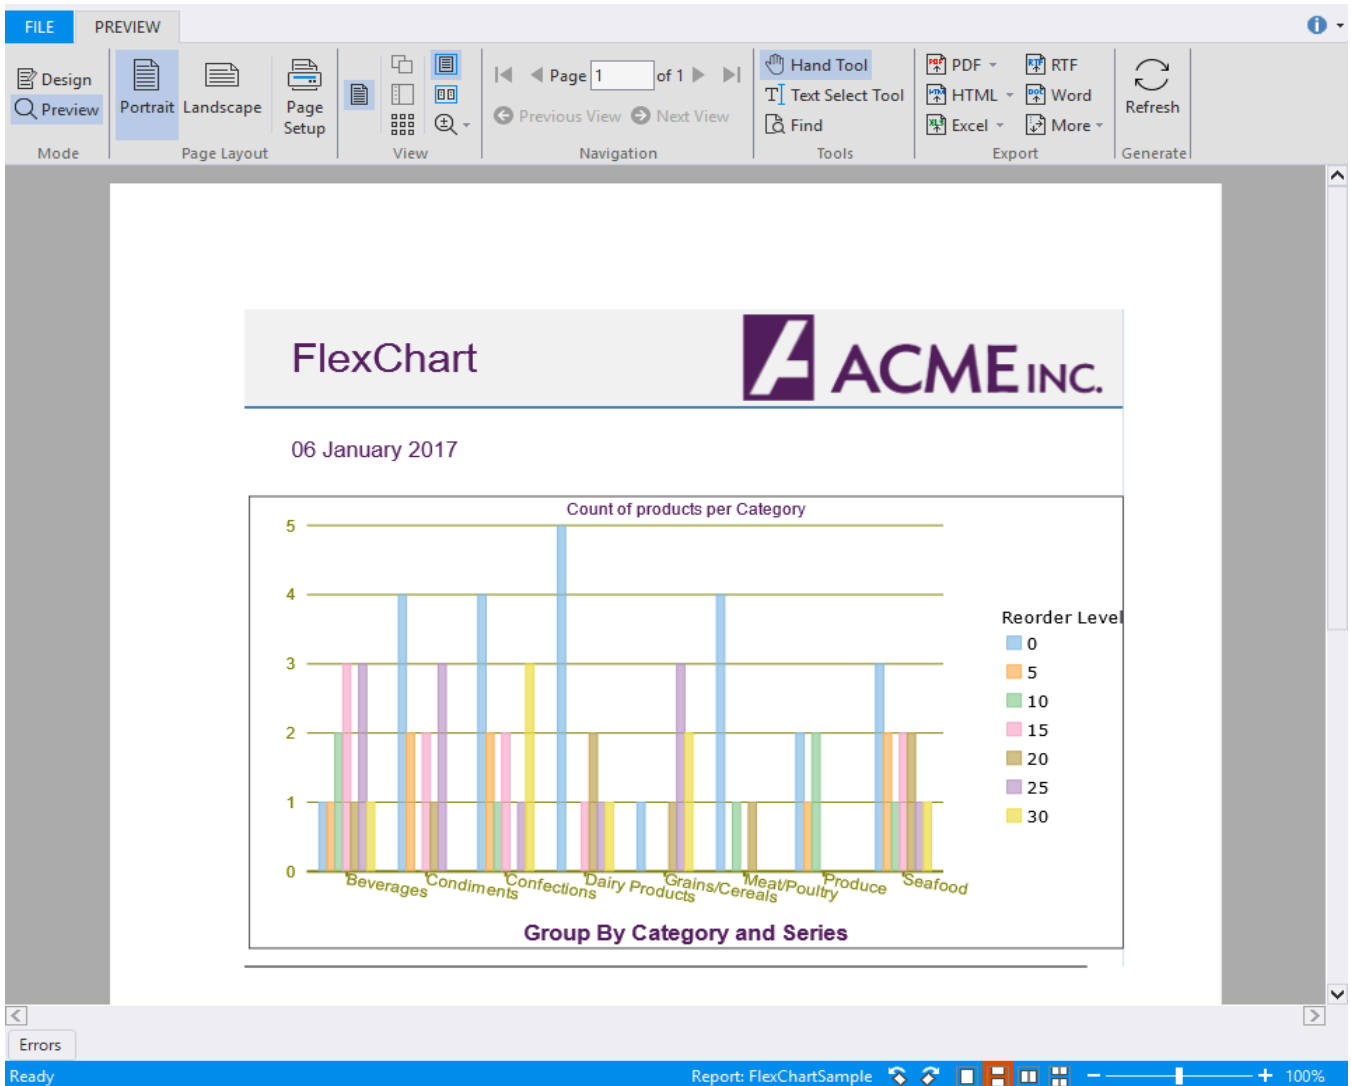 FILE PREVIEW
Design
Preview
Mode
Portrait Landscape Page Setup
Page Layout
View
Page 1 of 1
Previous View Next View
Navigation
Hand Tool
Text Select Tool
Find
Tools
PDF RTF
HTML Word
Excel More
Export
Refresh
Generate
FlexChart
ACME INC.
06 January 2017
Count of products per Category
5
4
3
2
1
0
Beverages Condiments Confections Dairy Products Grains/Cereals Meat/Poultry Produce Seafood
Group By Category and Series
Reorder Level
0
5
10
15
20
25
30
Errors
Ready Report: FlexChartSample 100%